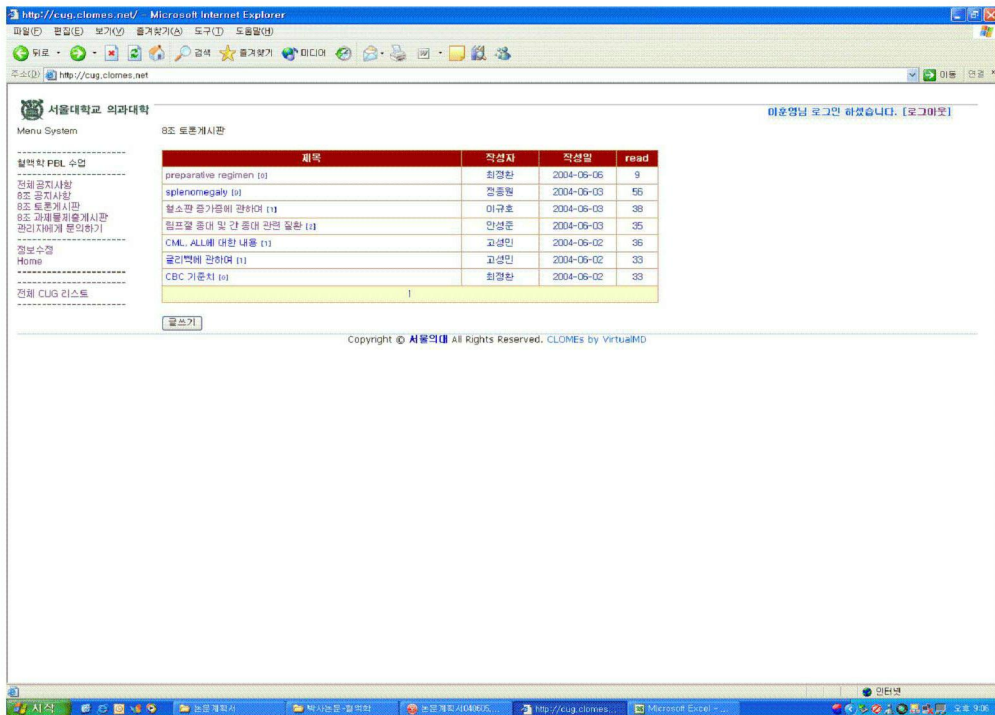 http://cug.clomes.net/ - Microsoft Internet Explorer
파일(F) 편집(E) 보기(V) 즐겨찾기(A) 도구(T) 도움말(H)
뒤로 검색 즐겨찾기 미디어
주소(D) http://cug.clomes.net 이동 연결 »
서울대학교 의과대학
이훈영님 로그인 하셨습니다. [로그아웃]
Menu System
8조 토론게시판
혈액학 PBL 수업
전체공지사항
8조 공지사항
8조 토론게시판
8조 과제물제출게시판
관리자에게 문의하기
정보수정
Home
전체 CUG 리스트
제목 작성자 작성일 read
preparative regimen [0] 최정환 2004-06-06 9
splenomegaly [0] 정종원 2004-06-03 56
혈소판 증가증에 관하여 [1] 이규호 2004-06-03 38
림프절 종대 및 간 종대 관련 질환 [2] 안성준 2004-06-03 35
CML, ALL에 대한 내용 [1] 고성민 2004-06-02 36
글리벡에 관하여 [1] 고성민 2004-06-02 33
CBC 기준치 [0] 최정환 2004-06-02 33
1
글쓰기
Copyright © 서울의대 All Rights Reserved. CLOMEs by VirtualMD
인터넷
시작 논문계획서 박사논문-혈액학 논문계획서040605,... http://cug.clomes... Microsoft Excel - ... 오후 9:06